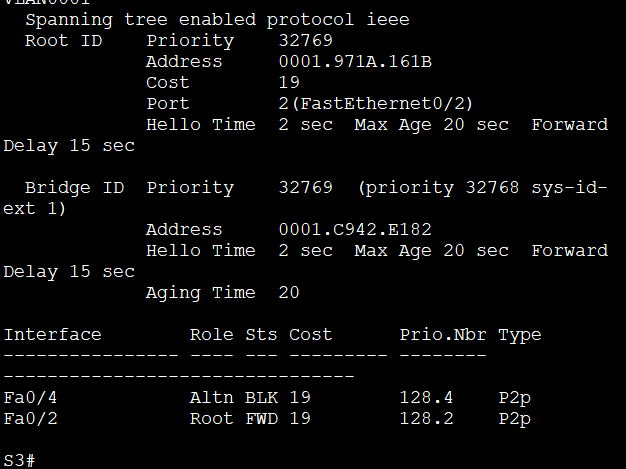 VLAN0001
  Spanning tree enabled protocol ieee
  Root ID    Priority    32769
             Address     0001.971A.161B
             Cost        19
             Port        2(FastEthernet0/2)
             Hello Time  2 sec  Max Age 20 sec  Forward
Delay 15 sec

  Bridge ID  Priority    32769  (priority 32768 sys-id-
ext 1)
             Address     0001.C942.E182
             Hello Time  2 sec  Max Age 20 sec  Forward
Delay 15 sec
             Aging Time  20

Interface        Role Sts Cost      Prio.Nbr Type
---------------- ---- --- --------- --------
--------------------------------
Fa0/4            Altn BLK 19        128.4    P2p
Fa0/2            Root FWD 19        128.2    P2p

S3#